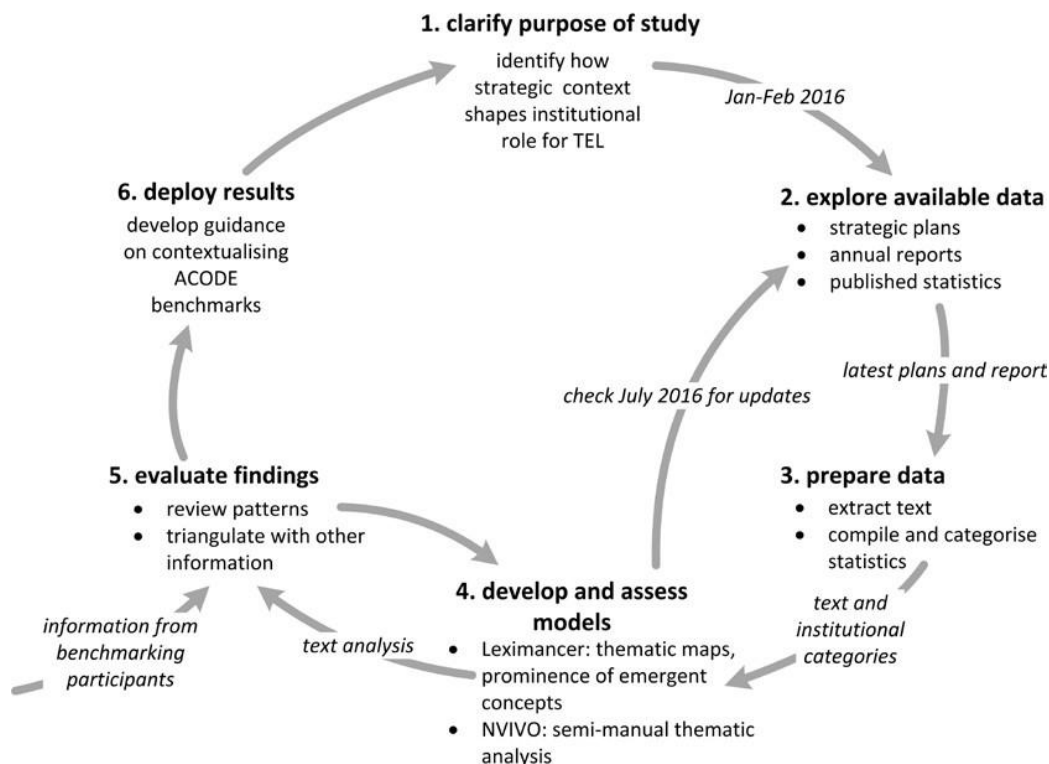 1. clarify purpose of study
identify how
strategic context
shapes institutional
role for TEL
Jan-Feb 2016
2. explore available data
• strategic plans
• annual reports
• published statistics
latest plans and report
3. prepare data
• extract text
• compile and categorise
statistics
text and
institutional
categories
4. develop and assess
models
• Leximancer: thematic maps,
prominence of emergent
concepts
• NVIVO: semi-manual thematic
analysis
check July 2016 for updates
text analysis
5. evaluate findings
• review patterns
• triangulate with other
information
information from
benchmarking
participants
6. deploy results
develop guidance
on contextualising
ACODE
benchmarks